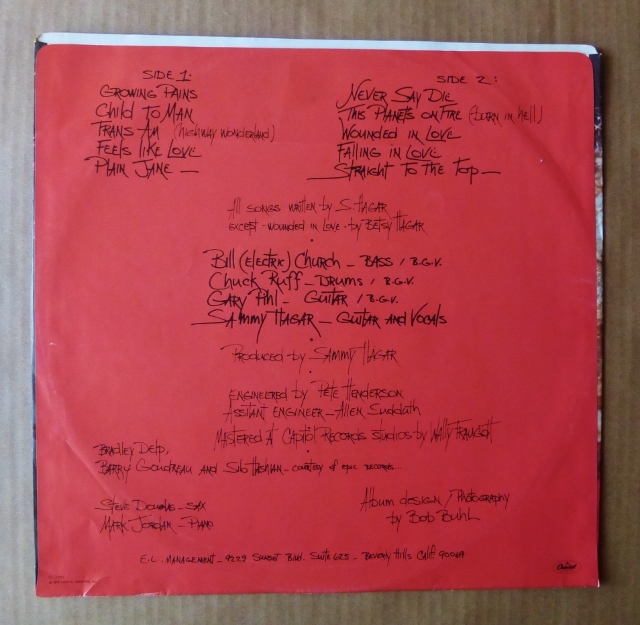 SIDE 1:
GROWING PAINS
Child To MAN
TRANS AM (highway wonderland)
FEELS like LOVE
PlAIN JANE —
SIDE 2:
NEVER SAY DIE
This PlANETS ON FIRE (BURN in hEll)
WOUNDED in LOVE
FAlling in LOVE
STRAIGHT To The Top —
All songs written by S. HAGAR
except - wounded in Love - by BETSY HAGAR
Bill (Electric) Church — BASS / B.G.V.
Chuck Ruff — DRUMS / B.G.V.
GARY Pihl — GUITAR / B.G.V.
SAMMY HAGAR — GUITAR AND VOCAlS
Produced by SAMMY HAGAR
ENGINEERED by PETE HENDERSON
ASSITANT ENGINEER — Allen Sudduth
MASTERED AT CAPITOL RECORDS STUDIOS by WAlly TRAUGOTT
BRADLEY DELP,
BARRY GOUDREAU AND Sib HASHIAN — courtesy of epic records
STEVE DOUGLAS — SAX
MARK JORDAN — PIANO
Album design / Photography
by BOB BUHL
E.L. MANAGEMENT — 9229 SUNSET Blvd. SUITE 625 — BEVERLY Hills CAlif 90069
Capitol